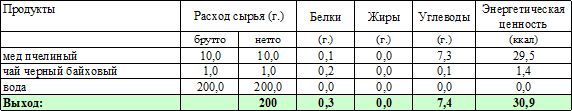 Продукты Расход сырья (г.) Белки Жиры Углеводы Энергетическая ценность
брутто нетто (г.) (г.) (г.) (ккал)
мед пчелиный 10,0 10,0 0,1 0,0 7,3 29,5
чай черный байховый 1,0 1,0 0,2 0,0 0,1 1,4
вода 200,0 200,0 0,0 0,0 0,0 0,0
Выход: 200 0,3 0,0 7,4 30,9